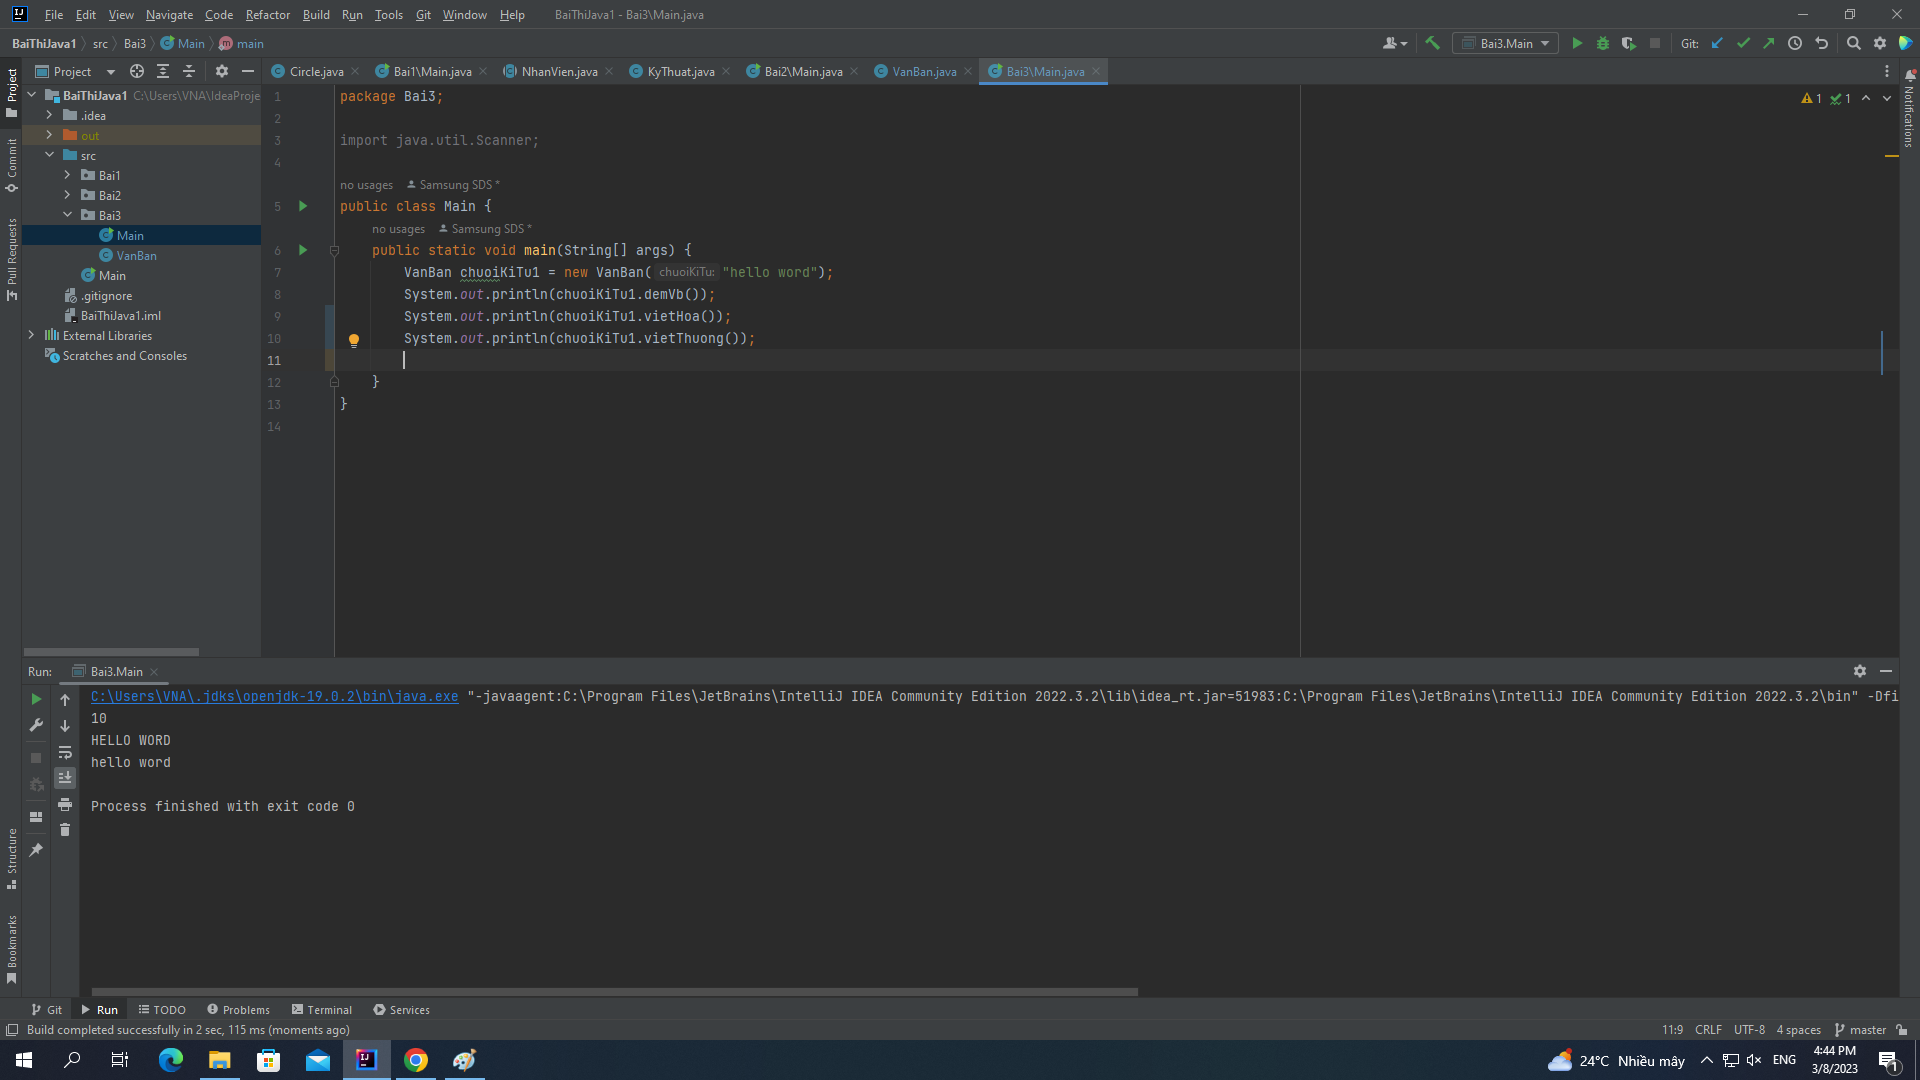 File Edit View Navigate Code Refactor Build Run Tools Git Window Help BaiThiJava1 - Bai3\Main.java
BaiThiJava1 src Bai3 Main main
Bai3.Main Git:
Project
Circle.java Bai1\Main.java NhanVien.java KyThuat.java Bai2\Main.java VanBan.java Bai3\Main.java
Project
Commit
Pull Requests
BaiThiJava1 C:\Users\VNA\IdeaProje
.idea
out
src
Bai1
Bai2
Bai3
Main
VanBan
Main
.gitignore
BaiThiJava1.iml
External Libraries
Scratches and Consoles
1 package Bai3;
2
3 import java.util.Scanner;
4
no usages Samsung SDS *
5 public class Main {
no usages Samsung SDS *
6 public static void main(String[] args) {
7 VanBan chuoiKiTu1 = new VanBan( chuoiKiTu: "hello word");
8 System.out.println(chuoiKiTu1.demVb());
9 System.out.println(chuoiKiTu1.vietHoa());
10 System.out.println(chuoiKiTu1.vietThuong());
11
12 }
13 }
14
1 1
Notifications
Run: Bai3.Main
C:\Users\VNA\.jdks\openjdk-19.0.2\bin\java.exe "-javaagent:C:\Program Files\JetBrains\IntelliJ IDEA Community Edition 2022.3.2\lib\idea_rt.jar=51983:C:\Program Files\JetBrains\IntelliJ IDEA Community Edition 2022.3.2\bin" -Dfi
10
HELLO WORD
hello word
Process finished with exit code 0
Structure
Bookmarks
Git Run TODO Problems Terminal Services
Build completed successfully in 2 sec, 115 ms (moments ago) 11:9 CRLF UTF-8 4 spaces master
24°C Nhiều mây ENG 4:44 PM
3/8/2023
1